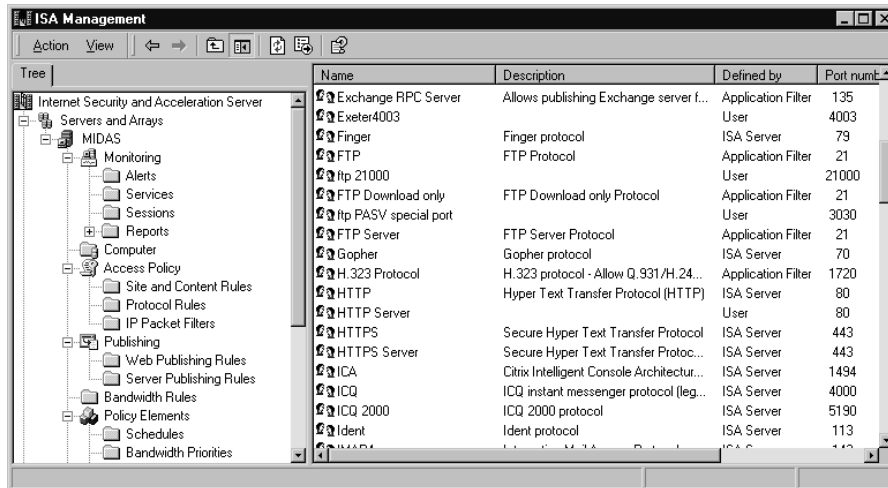 ISA Management
Action View
Tree
Internet Security and Acceleration Server
Servers and Arrays
MIDAS
Monitoring
Alerts
Services
Sessions
Reports
Computer
Access Policy
Site and Content Rules
Protocol Rules
IP Packet Filters
Publishing
Web Publishing Rules
Server Publishing Rules
Bandwidth Rules
Policy Elements
Schedules
Bandwidth Priorities
Name Description Defined by Port numb
Exchange RPC Server Allows publishing Exchange server f... Application Filter 135
Exeter4003 User 4003
Finger Finger protocol ISA Server 79
FTP FTP Protocol Application Filter 21
ftp 21000 User 21000
FTP Download only FTP Download only Protocol Application Filter 21
ftp PASV special port User 3030
FTP Server FTP Server Protocol Application Filter 21
Gopher Gopher protocol ISA Server 70
H.323 Protocol H.323 protocol - Allow Q.931/H.24... Application Filter 1720
HTTP Hyper Text Transfer Protocol (HTTP) ISA Server 80
HTTP Server User 80
HTTPS Secure Hyper Text Transfer Protocol ISA Server 443
HTTPS Server Secure Hyper Text Transfer Protoc... ISA Server 443
ICA Citrix Intelligent Console Architectur... ISA Server 1494
ICQ ICQ instant messenger protocol (leg... ISA Server 4000
ICQ 2000 ICQ 2000 protocol ISA Server 5190
Ident Ident protocol ISA Server 113